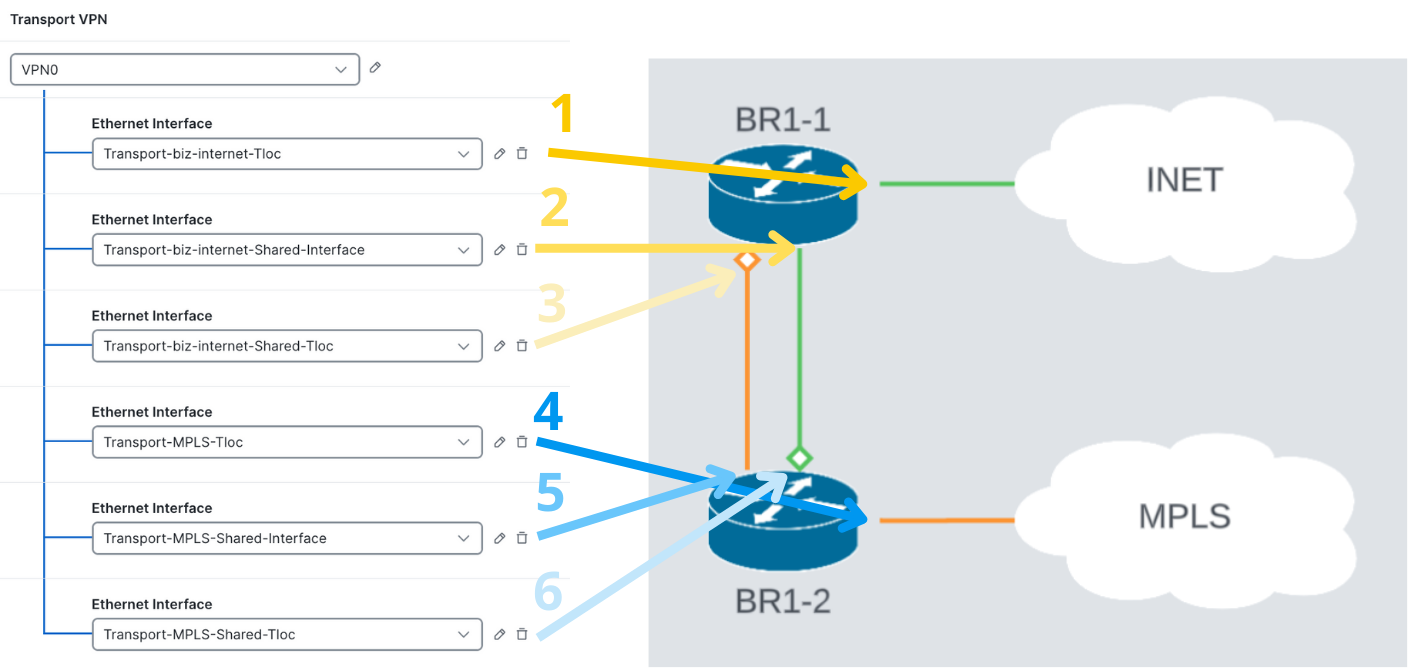 Transport VPN
VPN0
Ethernet Interface
Transport-biz-internet-Tloc
Ethernet Interface
Transport-biz-internet-Shared-Interface
Ethernet Interface
Transport-biz-internet-Shared-Tloc
Ethernet Interface
Transport-MPLS-Tloc
Ethernet Interface
Transport-MPLS-Shared-Interface
Ethernet Interface
Transport-MPLS-Shared-Tloc
1
2
3
4
5
6
BR1-1
INET
MPLS
BR1-2